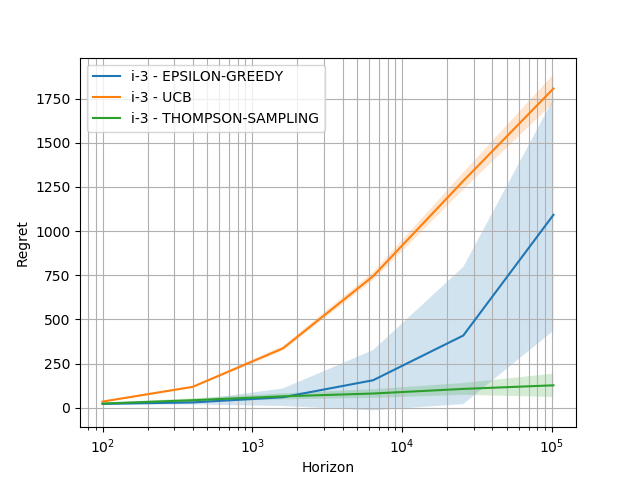 i-3 - EPSILON-GREEDY
i-3 - UCB
i-3 - THOMPSON-SAMPLING
1750
1500
1250
1000
750
500
250
0
Regret
10²
10³
10⁴
10⁵
Horizon